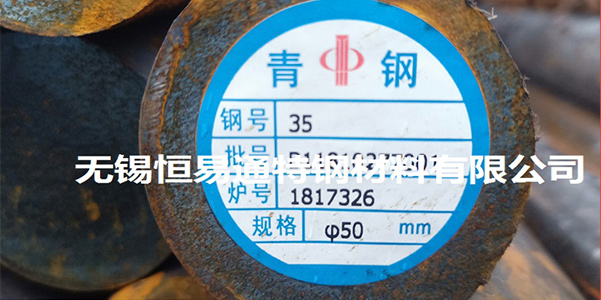 青 钢
钢号 35
批号
无锡恒易通特钢材料有限公司
炉号 1817326
规格 φ50 mm